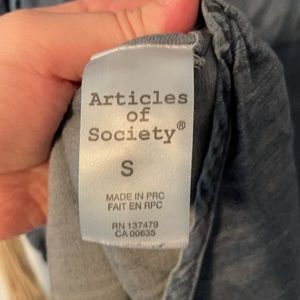 Articles
of
Society®
S
MADE IN PRC
FAIT EN RPC
RN 137479
CA 00635